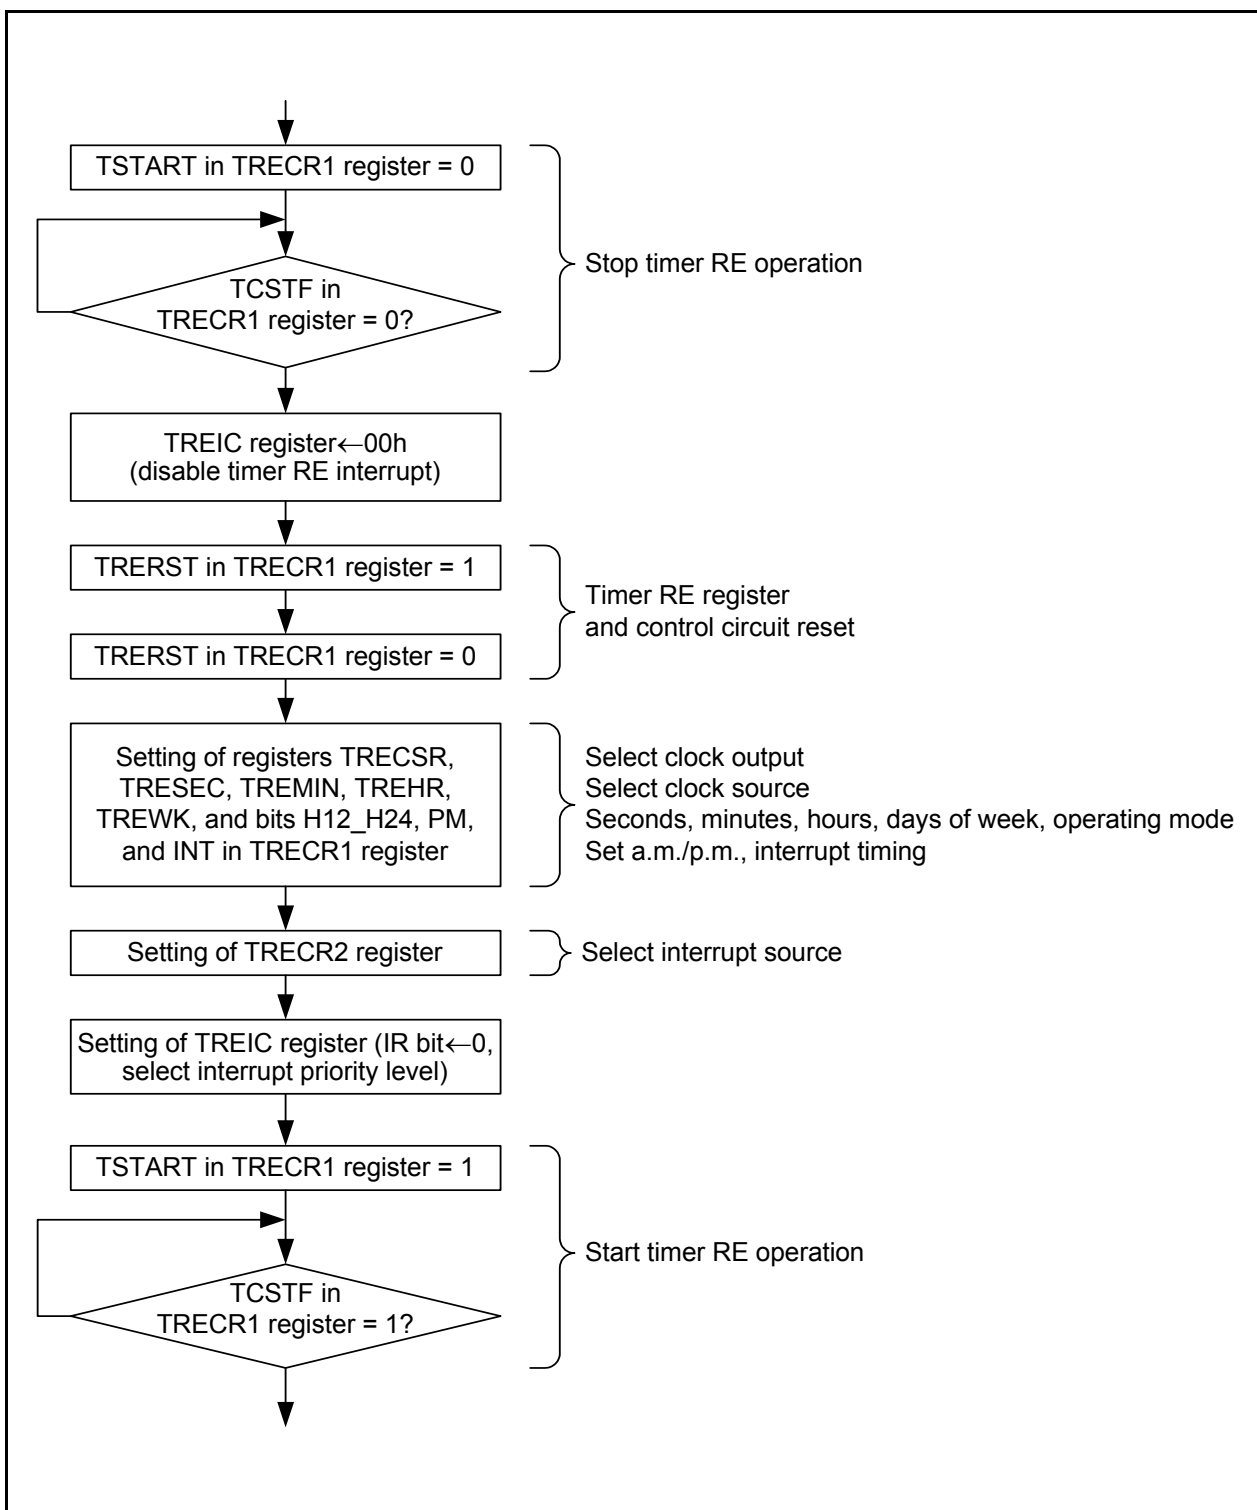 TSTART in TRECR1 register = 0
TCSTF in
TRECR1 register = 0?
Stop timer RE operation
TREIC register←00h
(disable timer RE interrupt)
TRERST in TRECR1 register = 1
TRERST in TRECR1 register = 0
Timer RE register
and control circuit reset
Setting of registers TRECSR,
TRESEC, TREMIN, TREHR,
TREWK, and bits H12_H24, PM,
and INT in TRECR1 register
Select clock output
Select clock source
Seconds, minutes, hours, days of week, operating mode
Set a.m./p.m., interrupt timing
Setting of TRECR2 register
Select interrupt source
Setting of TREIC register (IR bit←0,
select interrupt priority level)
TSTART in TRECR1 register = 1
TCSTF in
TRECR1 register = 1?
Start timer RE operation